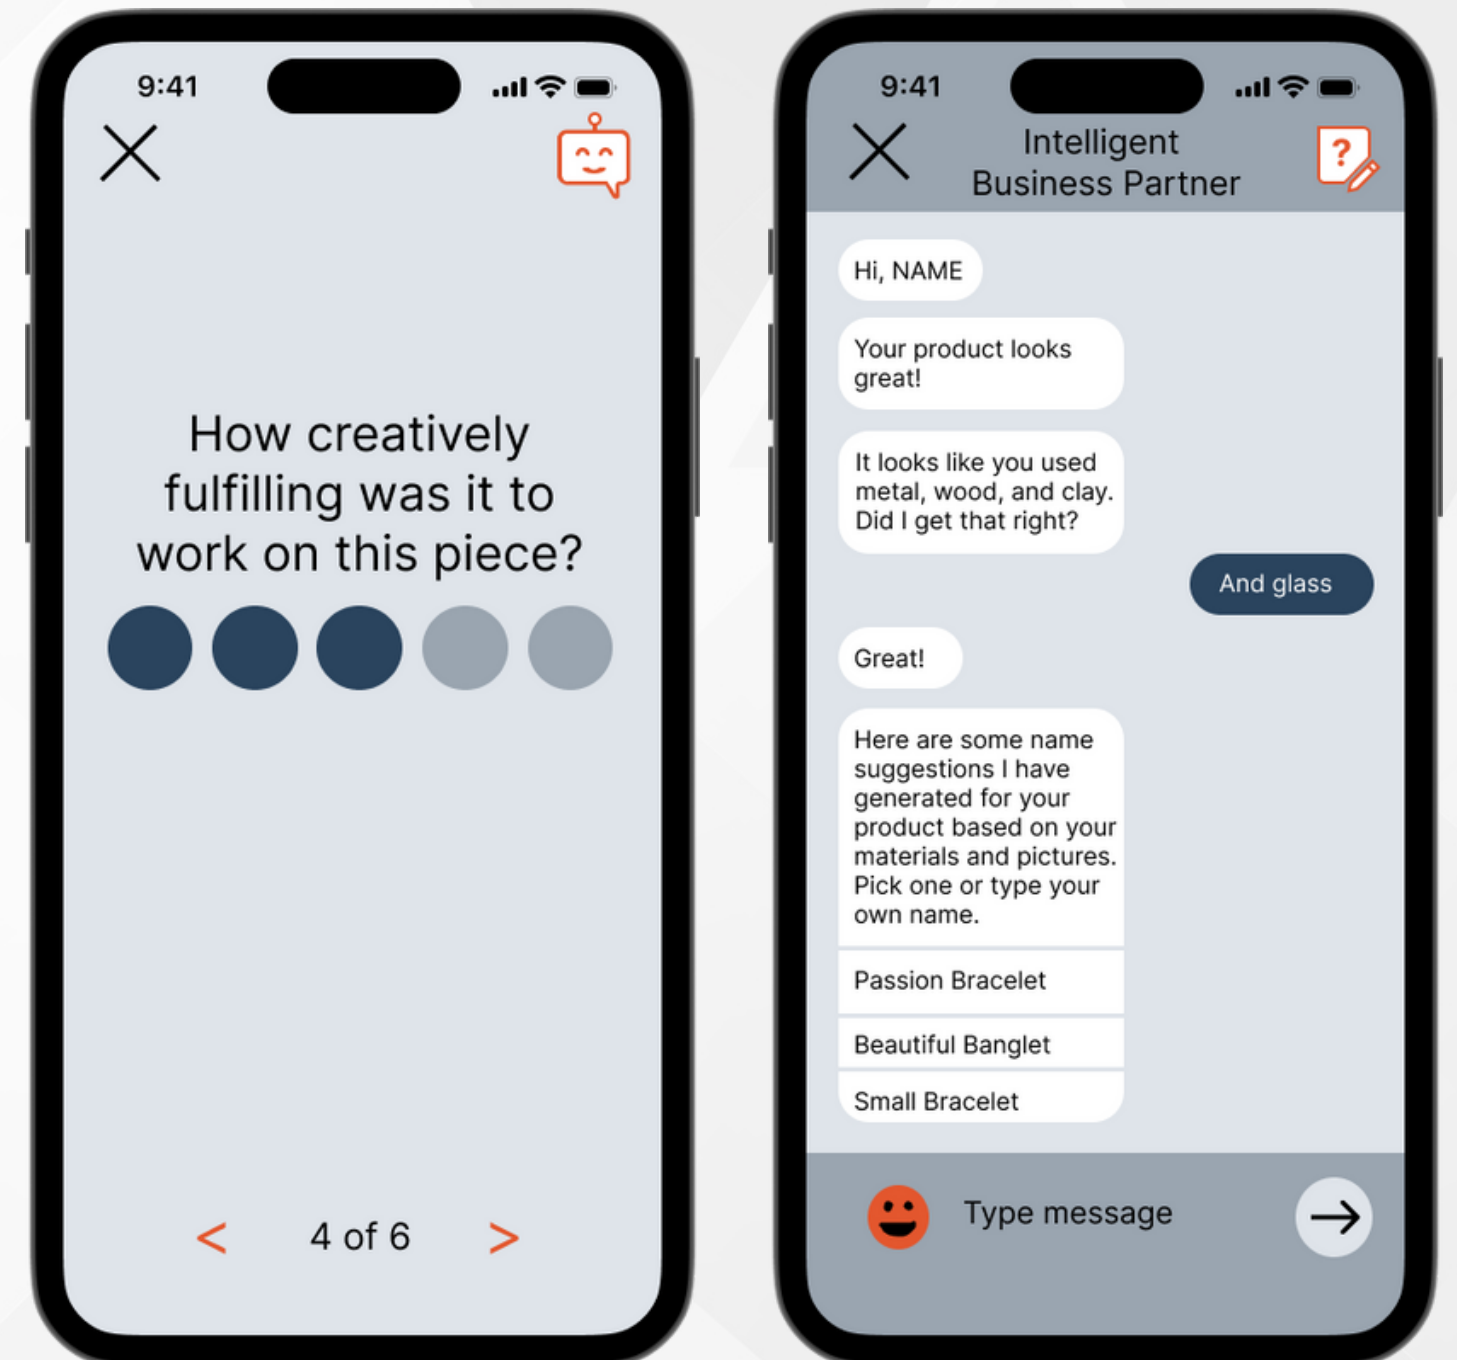 9:41
How creatively
fulfilling was it to
work on this piece?
< 4 of 6 >
9:41
Intelligent
Business Partner
?
Hi, NAME
Your product looks
great!
It looks like you used
metal, wood, and clay.
Did I get that right?
And glass
Great!
Here are some name
suggestions I have
generated for your
product based on your
materials and pictures.
Pick one or type your
own name.
Passion Bracelet
Beautiful Banglet
Small Bracelet
Type message